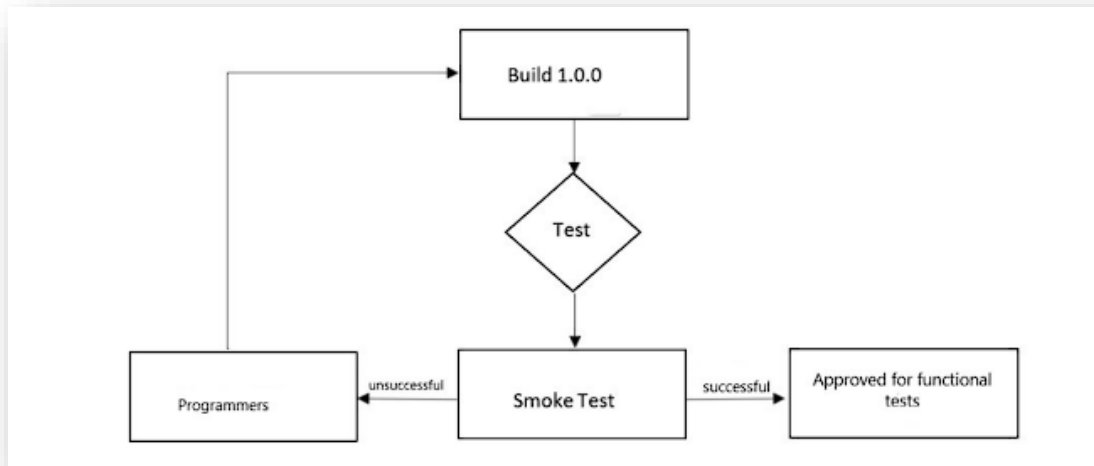 Build 1.0.0
Test
unsuccessful
successful
Programmers
Smoke Test
Approved for functional
tests